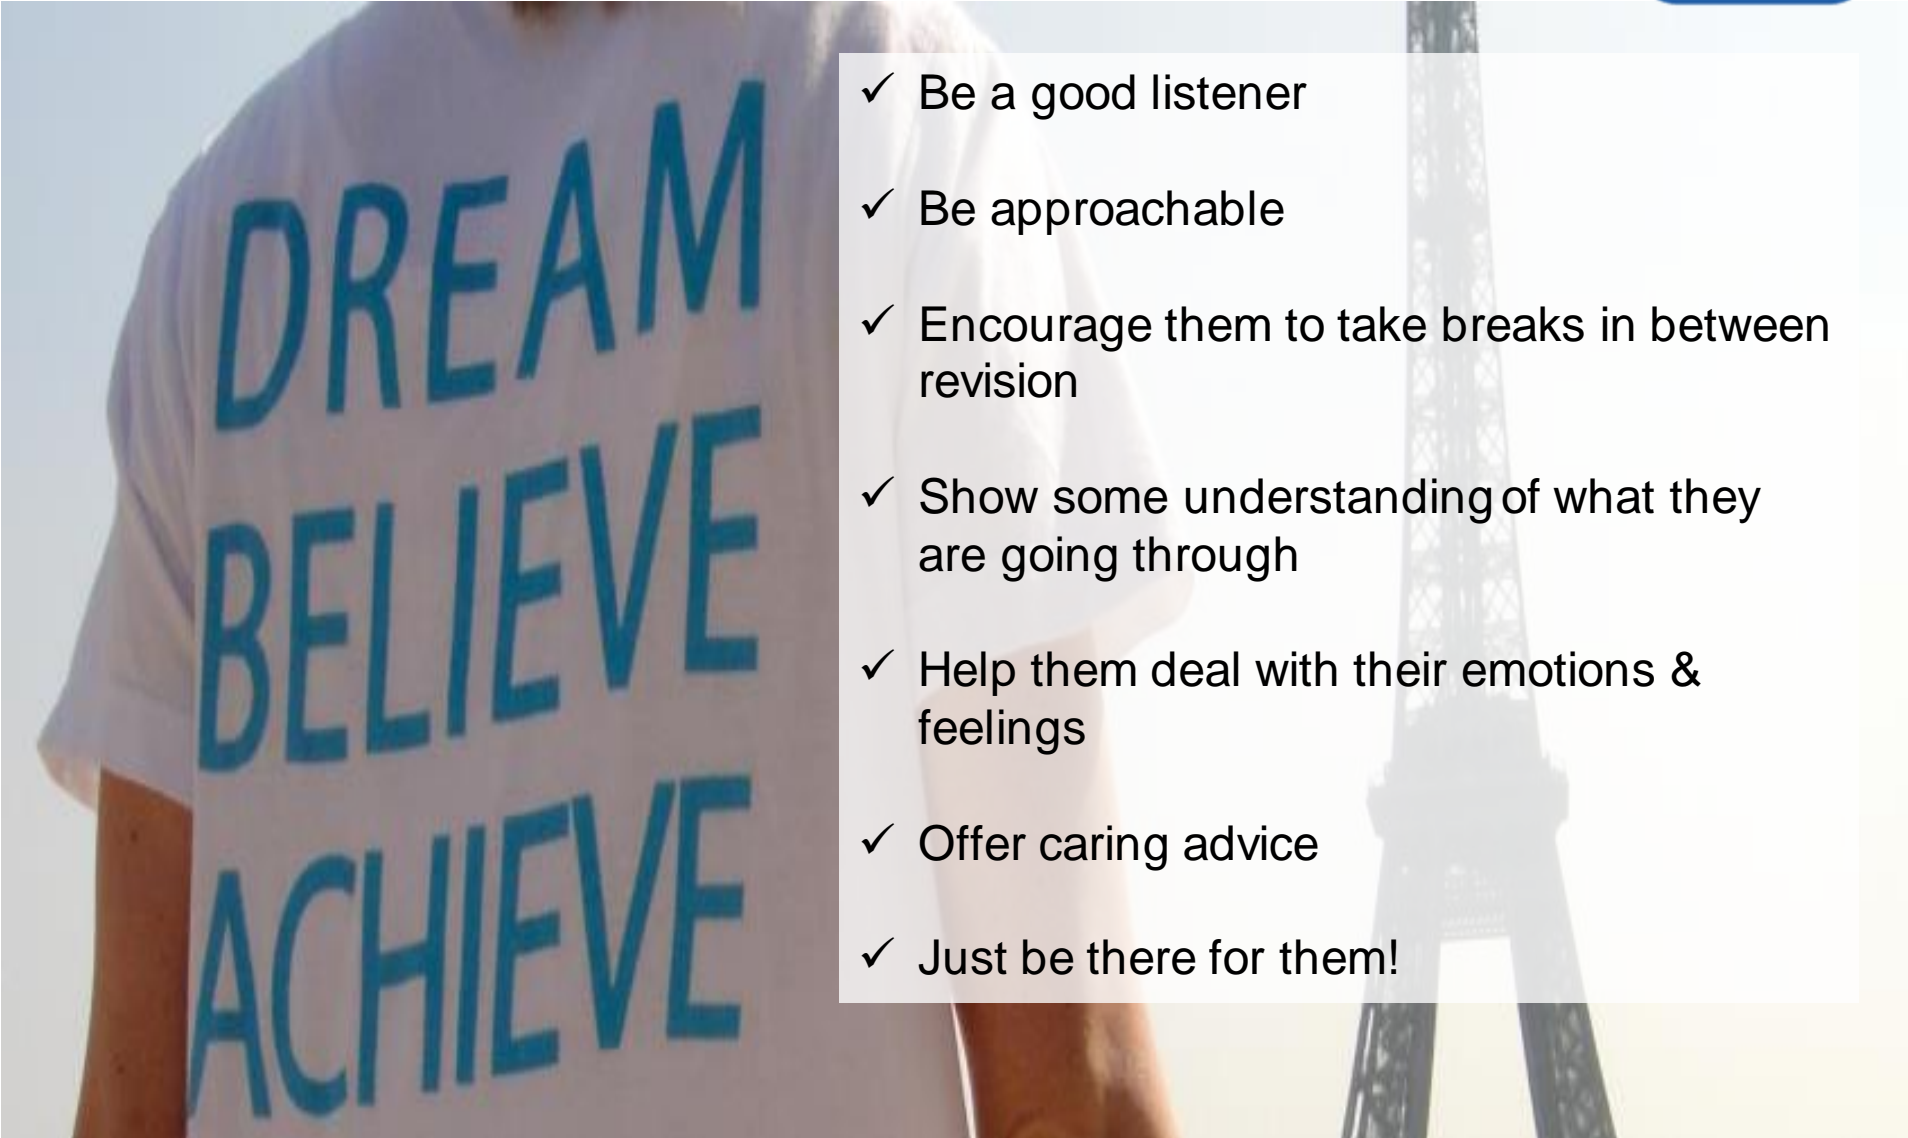 DREAM
BELIEVE
ACHIEVE
✓ Be a good listener
✓ Be approachable
✓ Encourage them to take breaks in between
revision
✓ Show some understanding of what they
are going through
✓ Help them deal with their emotions &
feelings
✓ Offer caring advice
✓ Just be there for them!